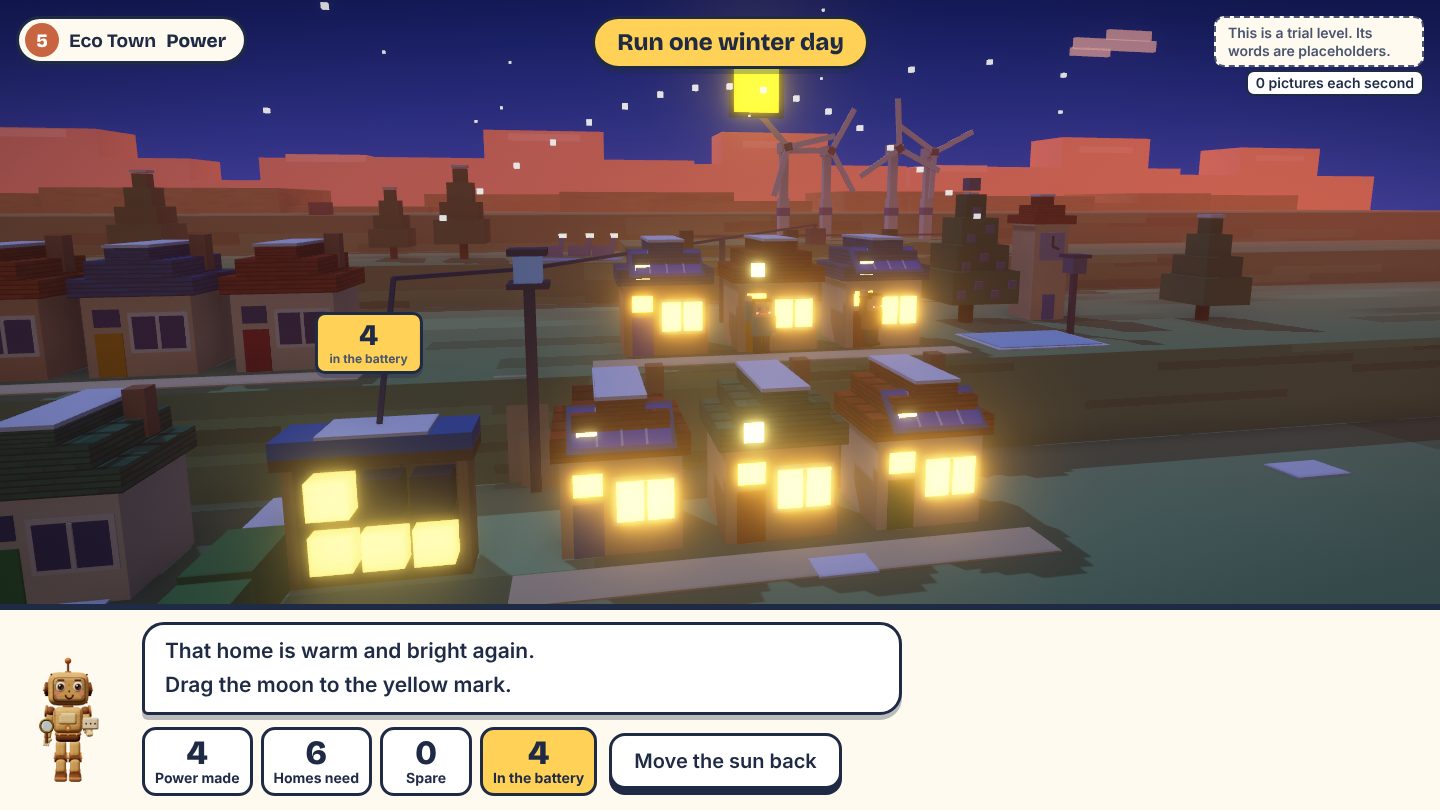 5 Eco Town Power
Run one winter day
This is a trial level. Its
words are placeholders.
0 pictures each second
4
in the battery
That home is warm and bright again.
Drag the moon to the yellow mark.
4
Power made
6
Homes need
0
Spare
4
In the battery
Move the sun back